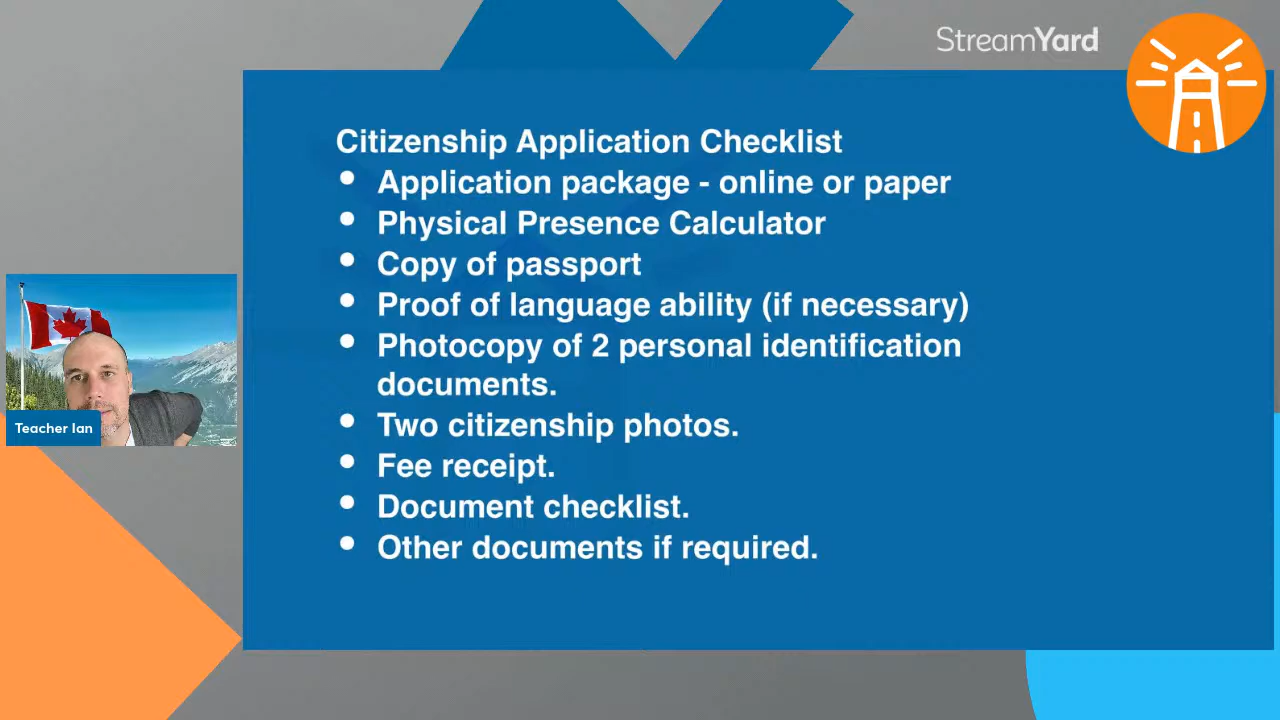 StreamYard
Citizenship Application Checklist
• Application package - online or paper
• Physical Presence Calculator
• Copy of passport
• Proof of language ability (if necessary)
• Photocopy of 2 personal identification
documents.
• Two citizenship photos.
• Fee receipt.
• Document checklist.
• Other documents if required.
Teacher Ian